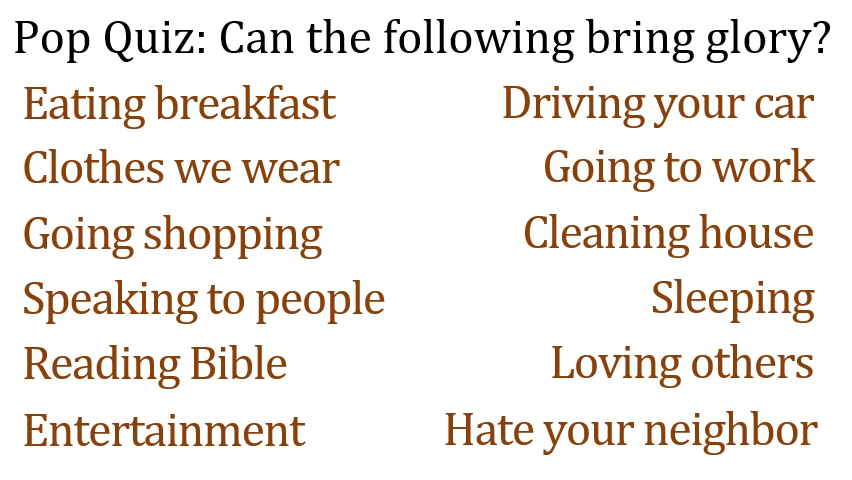 Pop Quiz: Can the following bring glory?
Eating breakfast
Clothes we wear
Going shopping
Speaking to people
Reading Bible
Entertainment
Driving your car
Going to work
Cleaning house
Sleeping
Loving others
Hate your neighbor